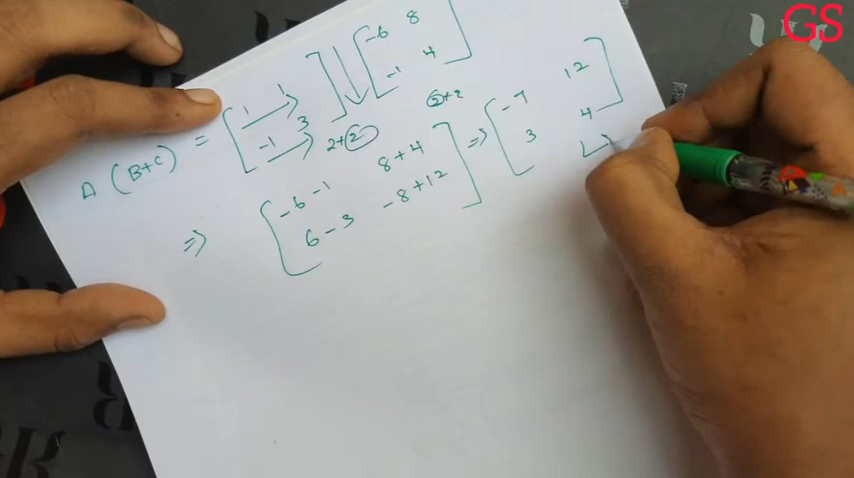 GS
A (B+C) = [ 1 1 -1 3 ] [ -6 8 -1 4 ]
2+2 2+2
=> [ -6-1 8+4 => [ -7 12
6-3 -8+12 ] 3 4 ]